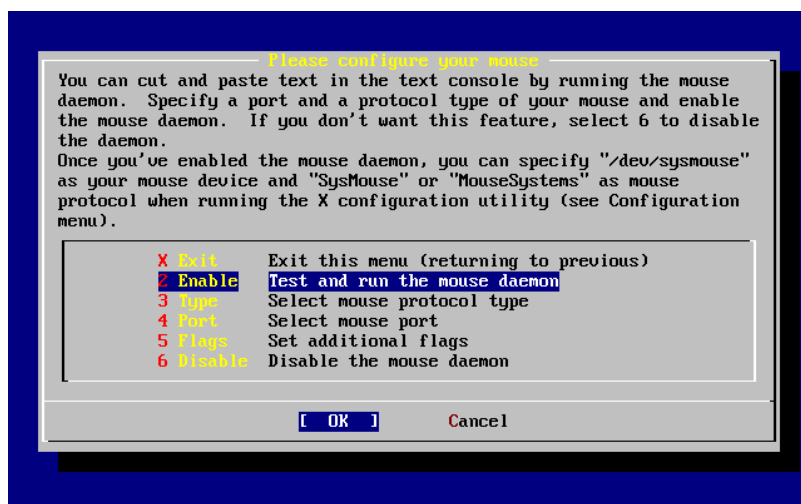 Please configure your mouse
You can cut and paste text in the text console by running the mouse
daemon.  Specify a port and a protocol type of your mouse and enable
the mouse daemon.  If you don't want this feature, select 6 to disable
the daemon.
Once you've enabled the mouse daemon, you can specify "/dev/sysmouse"
as your mouse device and "SysMouse" or "MouseSystems" as mouse
protocol when running the X configuration utility (see Configuration
menu).
X Exit Exit this menu (returning to previous)
2 Enable Test and run the mouse daemon
3 Type Select mouse protocol type
4 Port Select mouse port
5 Flags Set additional flags
6 Disable Disable the mouse daemon
[ OK ] Cancel